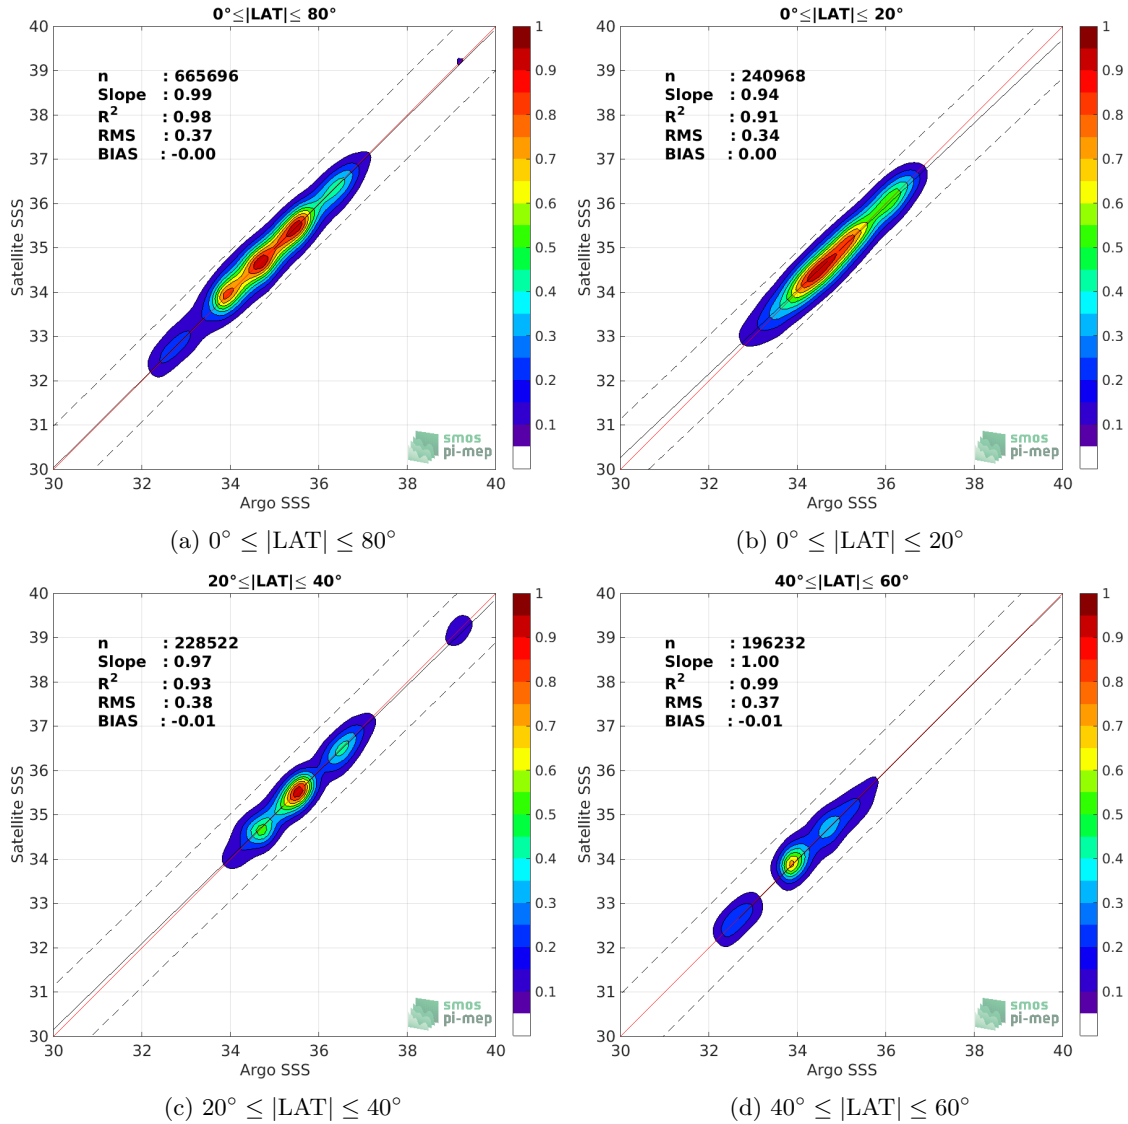 0°≤|LAT|≤ 80°
40
39
38
37
36
35
34
33
32
31
30
Satellite SSS
n : 665696
Slope : 0.99
R² : 0.98
RMS : 0.37
BIAS : -0.00
smos
pi-mep
30 32 34 36 38 40
Argo SSS
1
0.9
0.8
0.7
0.6
0.5
0.4
0.3
0.2
0.1
(a) 0° ≤ |LAT| ≤ 80°
0°≤|LAT|≤ 20°
40
39
38
37
36
35
34
33
32
31
30
Satellite SSS
n : 240968
Slope : 0.94
R² : 0.91
RMS : 0.34
BIAS : 0.00
smos
pi-mep
30 32 34 36 38 40
Argo SSS
1
0.9
0.8
0.7
0.6
0.5
0.4
0.3
0.2
0.1
(b) 0° ≤ |LAT| ≤ 20°
20°≤|LAT|≤ 40°
40
39
38
37
36
35
34
33
32
31
30
Satellite SSS
n : 228522
Slope : 0.97
R² : 0.93
RMS : 0.38
BIAS : -0.01
smos
pi-mep
30 32 34 36 38 40
Argo SSS
1
0.9
0.8
0.7
0.6
0.5
0.4
0.3
0.2
0.1
(c) 20° ≤ |LAT| ≤ 40°
40°≤|LAT|≤ 60°
40
39
38
37
36
35
34
33
32
31
30
Satellite SSS
n : 196232
Slope : 1.00
R² : 0.99
RMS : 0.37
BIAS : -0.01
smos
pi-mep
30 32 34 36 38 40
Argo SSS
1
0.9
0.8
0.7
0.6
0.5
0.4
0.3
0.2
0.1
(d) 40° ≤ |LAT| ≤ 60°